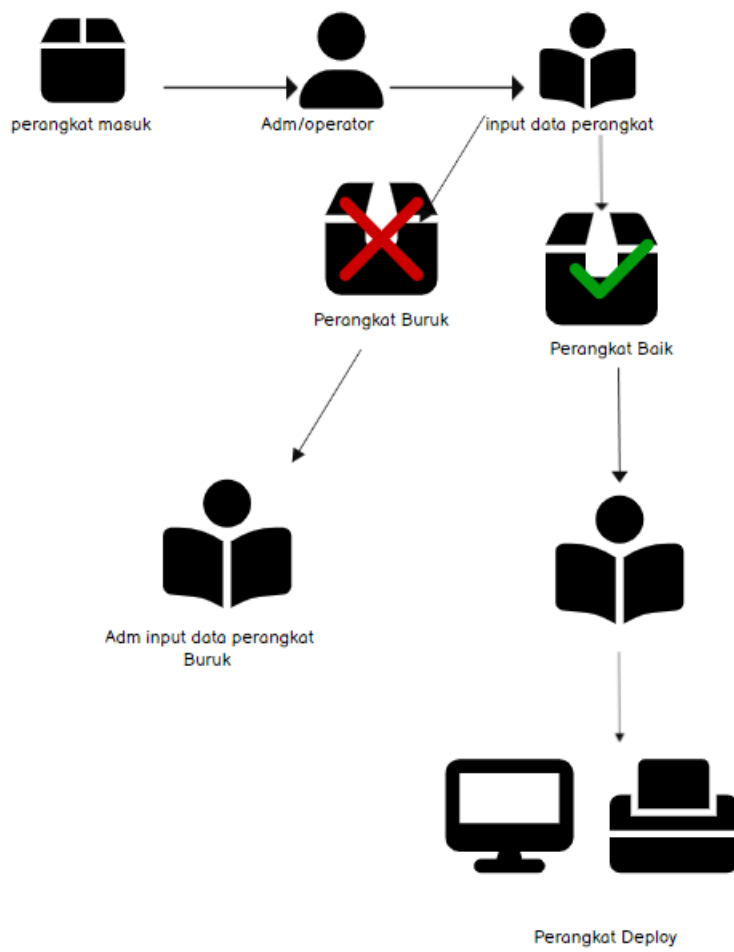 perangkat masuk
Adm/operator
input data perangkat
Perangkat Buruk
Perangkat Baik
Adm input data perangkat
Buruk
Perangkat Deploy